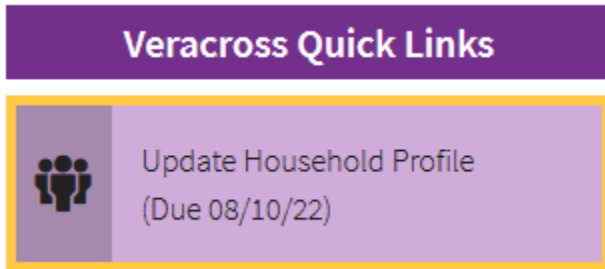 Veracross Quick Links
Update Household Profile
(Due 08/10/22)